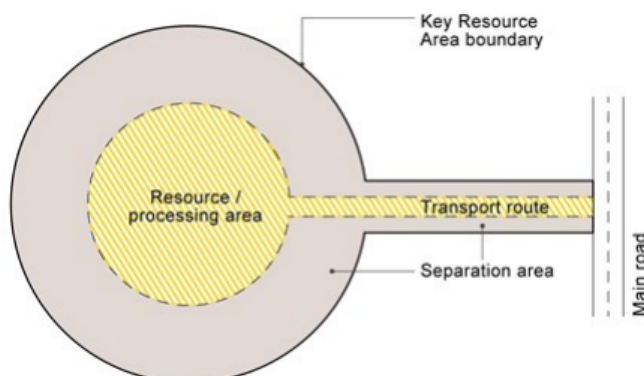 Key Resource
Area boundary
Resource /
processing area
Transport route
Separation area
Main road